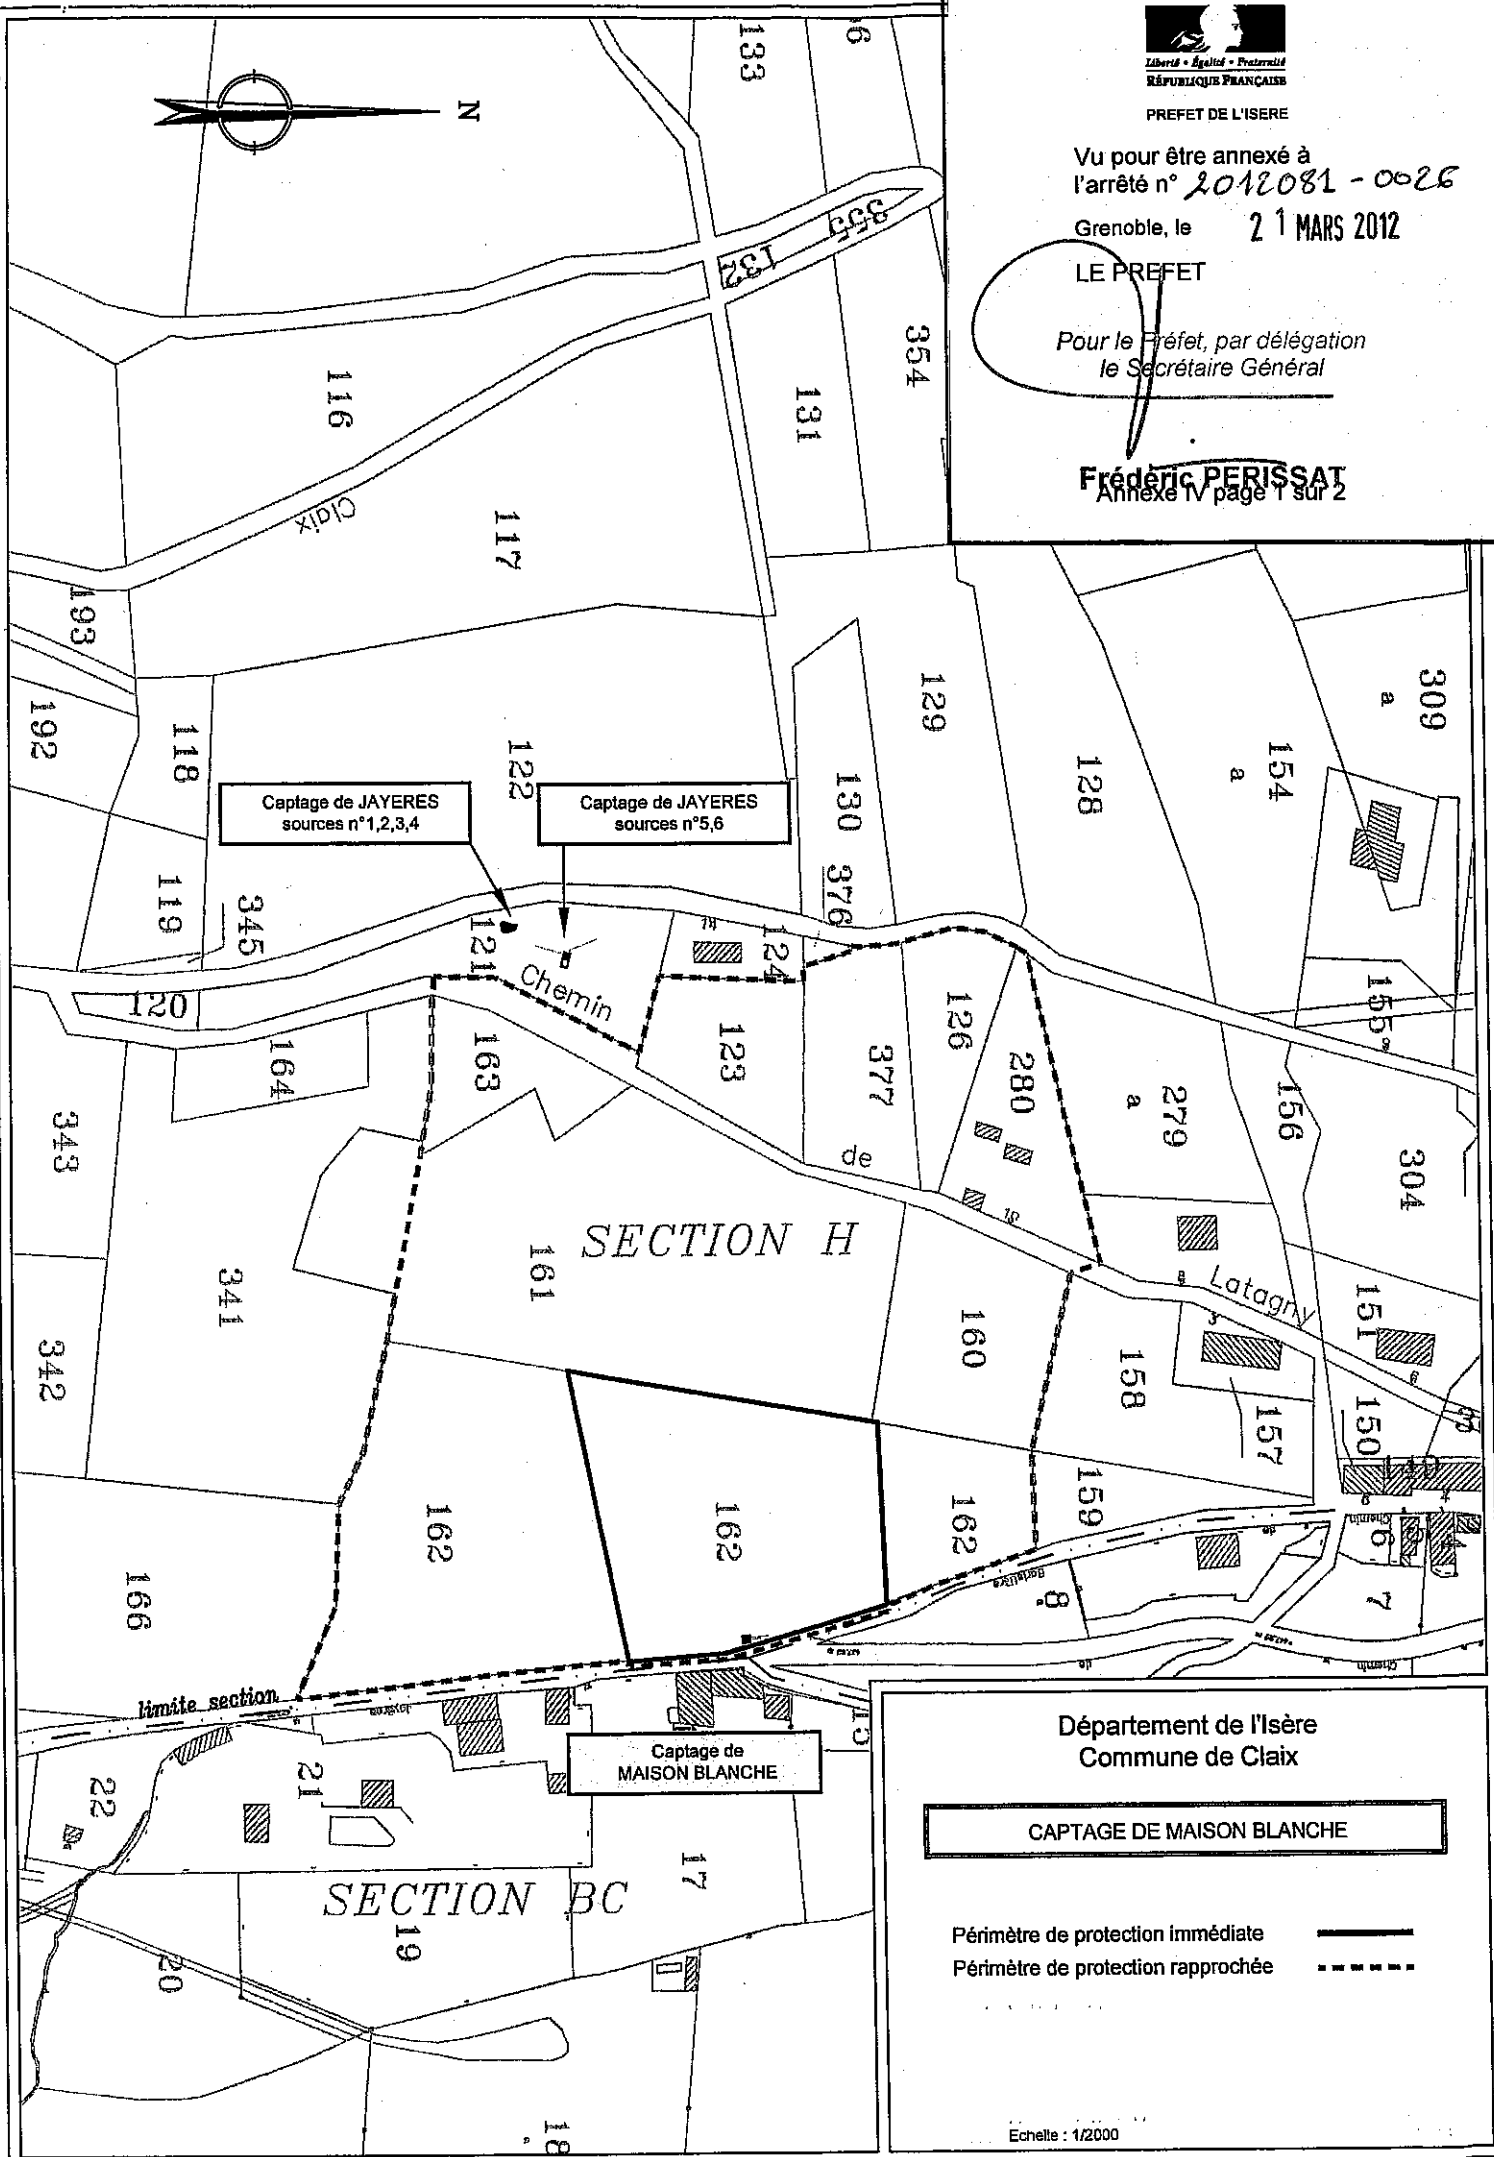 Liberté • Égalité • Fraternité
RÉPUBLIQUE FRANÇAISE
PREFET DE L'ISERE
Vu pour être annexé à
l'arrêté n° 2012081-0026
Grenoble, le 21 MARS 2012
LE PREFET
Pour le Préfet, par délégation
le Secrétaire Général
Frédéric PERISSAT
Annexe IV page 1 sur 2
N
133
355
132
354
131
116
Claix
117
193
192
118
122
129
309
a
154
a
128
130
376
Captage de JAYERES
sources n°1,2,3,4
Captage de JAYERES
sources n°5,6
119
345
121
124
Chemin
120
164
163
123
377
126
280
155
156
279
a
304
343
de
SECTION H
161
341
342
160
Latagny
151
158
157
150
162
162
162
159
166
6
7
8
limite section
Captage de
MAISON BLANCHE
15
22
21
17
SECTION BC
19
20
18
Département de l'Isère
Commune de Claix
CAPTAGE DE MAISON BLANCHE
Périmètre de protection immédiate
Périmètre de protection rapprochée
Echelle : 1/2000